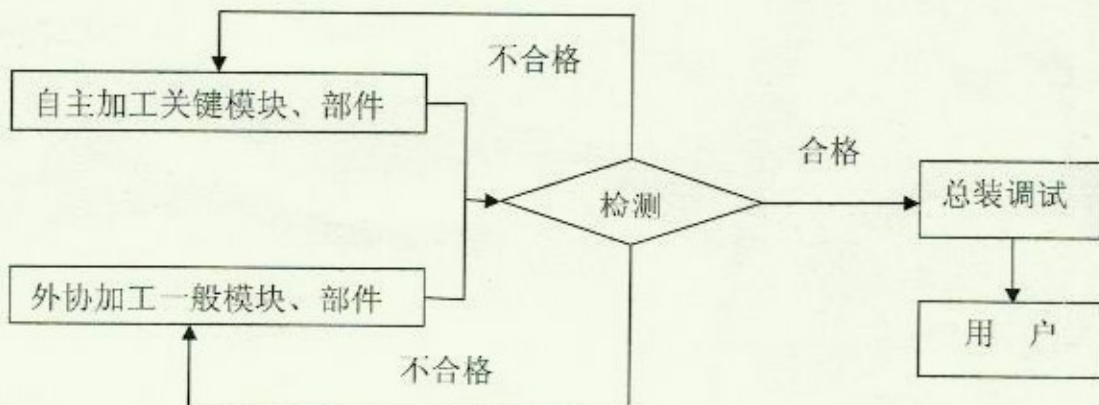 不合格
自主加工关键模块、部件
合格
检测
总装调试
外协加工一般模块、部件
用 户
不合格